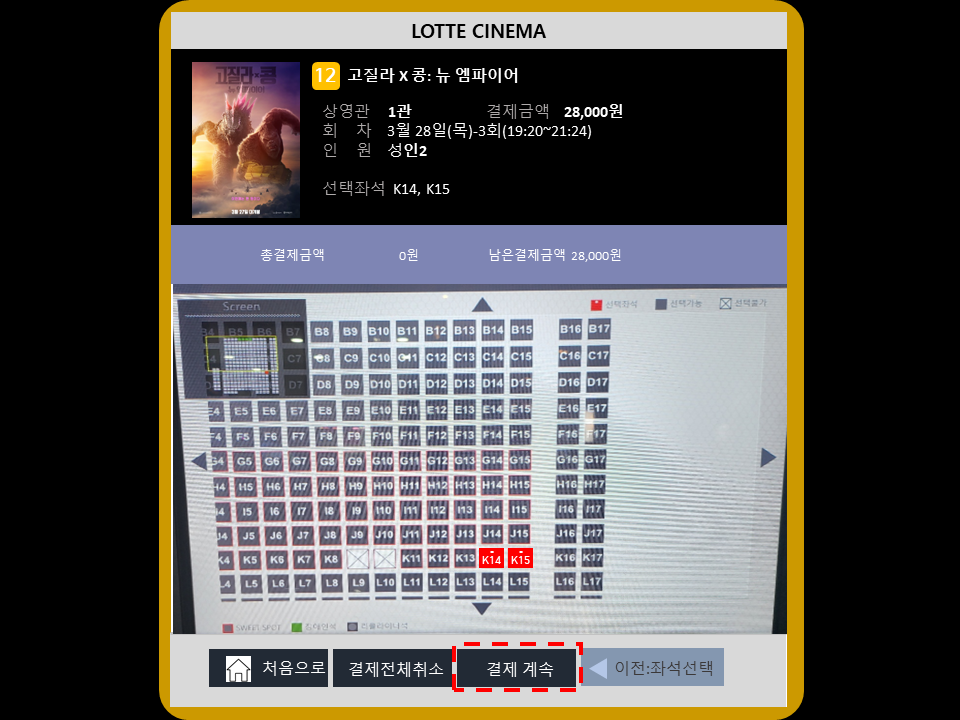 LOTTE CINEMA
고질라×콩
뉴 엠파이어
12 고질라 X 콩: 뉴 엠파이어
상영관 1관 결제금액 28,000원
회 차 3월 28일(목)-3회(19:20~21:24)
인 원 성인2
선택좌석 K14, K15
총결제금액 0원 남은결제금액 28,000원
Screen 선택좌석 선택가능 선택불가
B4 B5 B6 B7 B8 B9 B10 B11 B12 B13 B14 B15 B16 B17
C7 C8 C9 C10 C11 C12 C13 C14 C15 C16 C17
D7 D8 D9 D10 D11 D12 D13 D14 D15 D16 D17
E4 E5 E6 E7 E8 E9 E10 E11 E12 E13 E14 E15 E16 E17
F4 F5 F6 F7 F8 F9 F10 F11 F12 F13 F14 F15 F16 F17
G4 G5 G6 G7 G8 G9 G10 G11 G12 G13 G14 G15 G16 G17
H4 H5 H6 H7 H8 H9 H10 H11 H12 H13 H14 H15 H16 H17
I4 I5 I6 I7 I8 I9 I10 I11 I12 I13 I14 I15 I16 I17
J4 J5 J6 J7 J8 J9 J10 J11 J12 J13 J14 J15 J16 J17
K4 K5 K6 K7 K8 K11 K12 K13 K14 K15 K16 K17
L4 L5 L6 L7 L8 L9 L10 L11 L12 L13 L14 L15 L16 L17
SWEET SPOT
처음으로 결제전체취소 결제 계속 이전:좌석선택